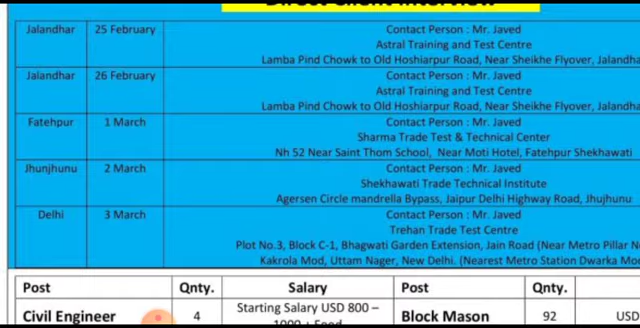 Direct Client Interview
Jalandhar 25 February Contact Person : Mr. Javed
Astral Training and Test Centre
Lamba Pind Chowk to Old Hoshiarpur Road, Near Sheikhe Flyover, Jalandha
Jalandhar 26 February Contact Person : Mr. Javed
Astral Training and Test Centre
Lamba Pind Chowk to Old Hoshiarpur Road, Near Sheikhe Flyover, Jalandha
Fatehpur 1 March Contact Person : Mr. Javed
Sharma Trade Test & Technical Center
Nh 52 Near Saint Thom School, Near Moti Hotel, Fatehpur Shekhawati
Jhunjhunu 2 March Contact Person : Mr. Javed
Shekhawati Trade Technical Institute
Agersen Circle mandrella Bypass, Jaipur Delhi Highway Road, Jhujhunu
Delhi 3 March Contact Person : Mr. Javed
Trehan Trade Test Centre
Plot No.3, Block C-1, Bhagwati Garden Extension, Jain Road (Near Metro Pillar N
Kakrola Mod, Uttam Nager, New Delhi. (Nearest Metro Station Dwarka Mo
Post Qnty. Salary Post Qnty.
Civil Engineer 4 Starting Salary USD 800 – Block Mason 92 USD
1000 + Food